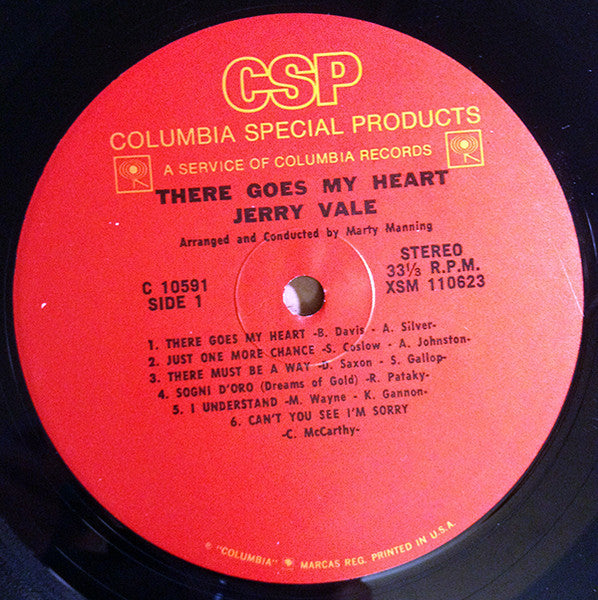 CSP
COLUMBIA SPECIAL PRODUCTS
A SERVICE OF COLUMBIA RECORDS
THERE GOES MY HEART
JERRY VALE
Arranged and Conducted by Marty Manning
C 10591
SIDE 1
STEREO
33⅓ R.P.M.
XSM 110623
1. THERE GOES MY HEART -B. Davis - A. Silver-
2. JUST ONE MORE CHANCE -S. Coslow - A. Johnston-
3. THERE MUST BE A WAY -D. Saxon - S. Gallop-
4. SOGNI D'ORO (Dreams of Gold) -R. Pataky-
5. I UNDERSTAND -M. Wayne - K. Gannon-
6. CAN'T YOU SEE I'M SORRY
-C. McCarthy-
℗ "COLUMBIA" MARCAS REG. PRINTED IN U.S.A.